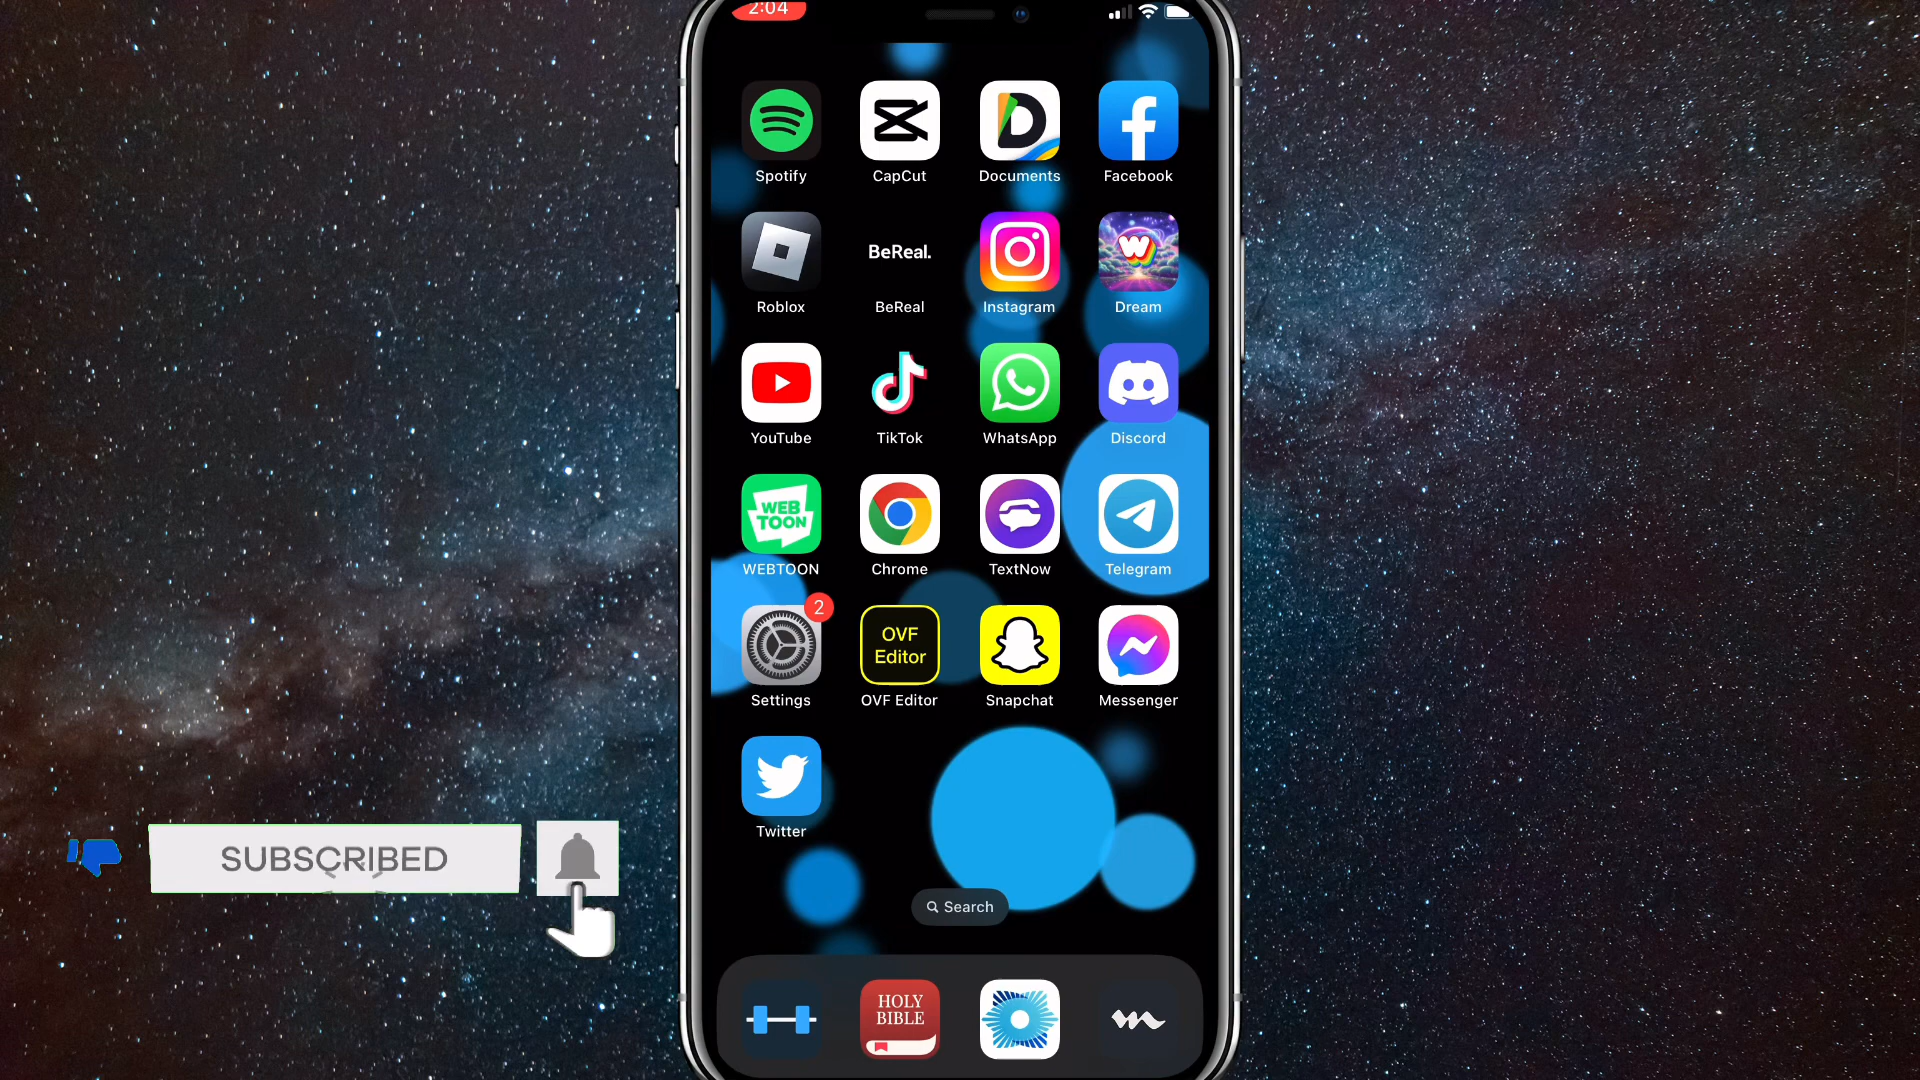 2:04
Spotify
CapCut
Documents
Facebook
BeReal.
Roblox
BeReal
Instagram
Dream
YouTube
TikTok
WhatsApp
Discord
WEB
TOON
WEBTOON
Chrome
TextNow
Telegram
2
OVF
Editor
Settings
OVF Editor
Snapchat
Messenger
Twitter
SUBSCRIBED
Search
HOLY
BIBLE